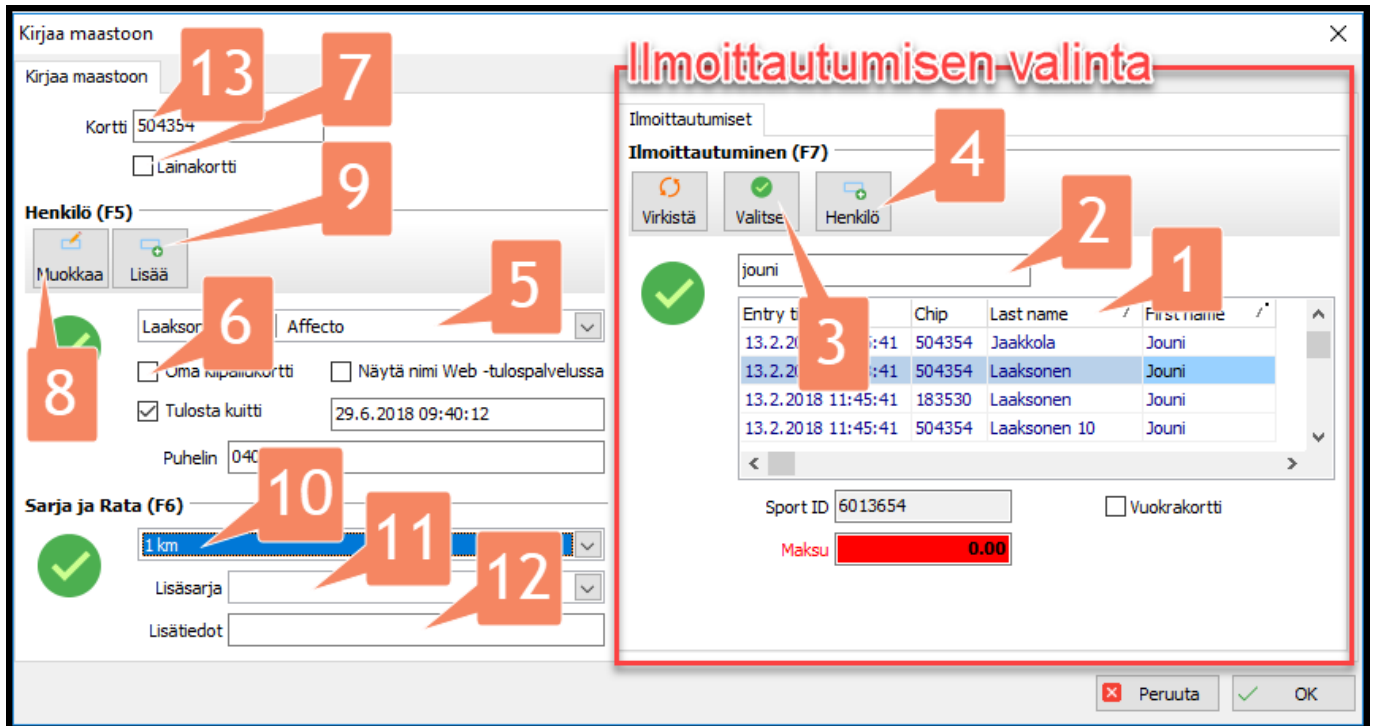 Kirjaa maastoon
Ilmoittautumisen valinta
Kirjaa maastoon
13
7
Kortti 504354
Lainakortti
9
Henkilö (F5)
Muokkaa Lisää
5
6
Affecto
Oma kilpailukortti Näytä nimi Web -tulospalvelussa
8
Tulosta kuitti 29.6.2018 09:40:12
Puhelin
10
Sarja ja Rata (F6)
1 km
11
12
Lisäsarja
Lisätiedot
Ilmoittautumiset
4
Ilmoittautuminen (F7)
Virkistä Valitse Henkilö
2
1
jouni
3
Entry Chip Last name First name
504354 Jaakkola Jouni
504354 Laaksonen Jouni
13.2.2018 11:45:41 183530 Laaksonen Jouni
13.2.2018 11:45:41 504354 Laaksonen 10 Jouni
Sport ID 6013654 Vuokrakortti
Maksu 0.00
Peruuta OK